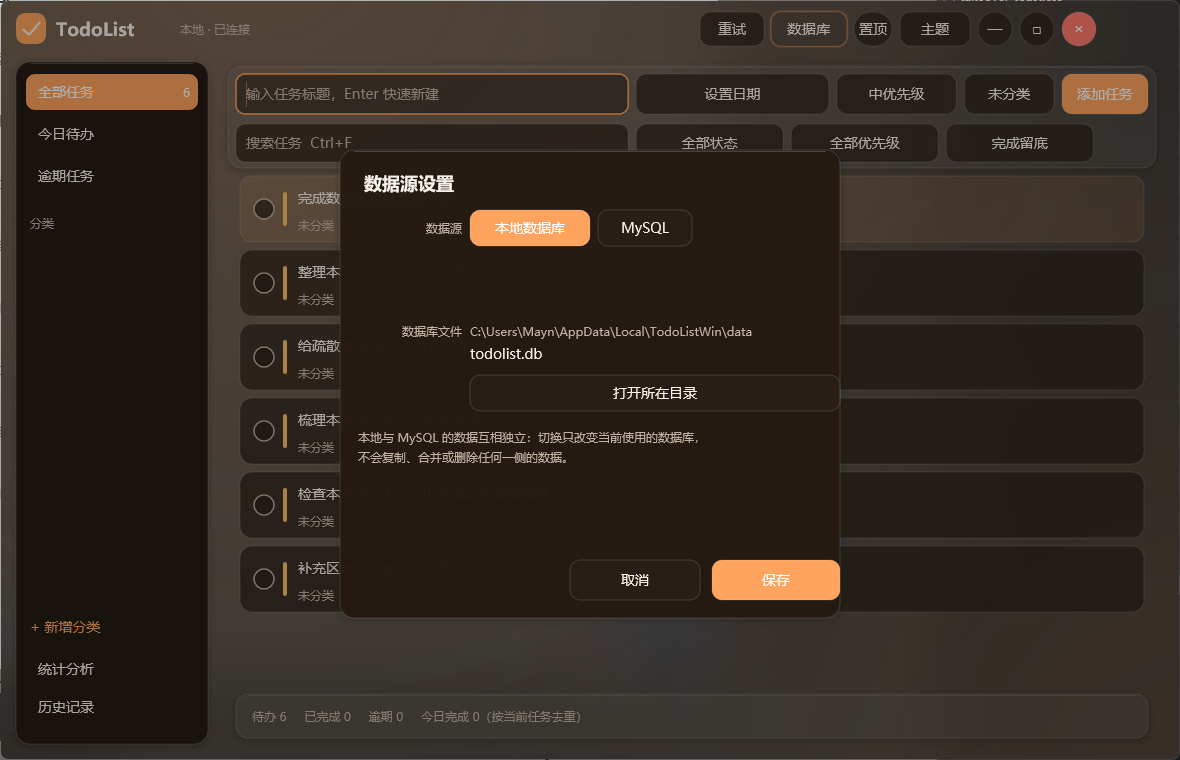 TodoList
本地 · 已连接
重试
数据库
置顶
主题
全部任务 6
今日待办
逾期任务
分类
+ 新增分类
统计分析
历史记录
输入任务标题，Enter 快速新建
设置日期
中优先级
未分类
添加任务
搜索任务 Ctrl+F
全部状态
全部优先级
完成留底
完成数
未分类
整理本
未分类
给疏散
未分类
梳理本
未分类
检查本
未分类
补充区
未分类
数据源设置
数据源
本地数据库
MySQL
数据库文件 C:\Users\Mayn\AppData\Local\TodoListWin\data
todolist.db
打开所在目录
本地与 MySQL 的数据互相独立：切换只改变当前使用的数据库，
不会复制、合并或删除任何一侧的数据。
取消
保存
待办 6 已完成 0 逾期 0 今日完成 0（按当前任务去重）